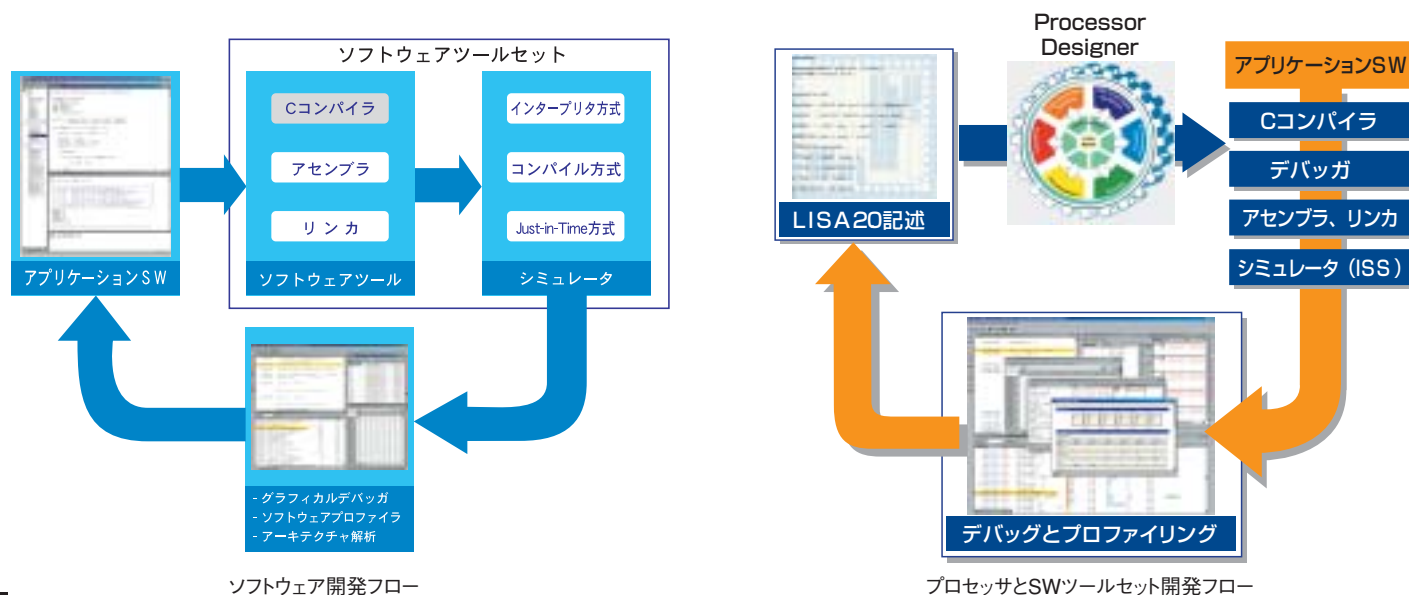 ソフトウェアツールセット
Cコンパイラ
アセンブラ
リンカ
インタープリタ方式
コンパイル方式
Just-in-Time方式
アプリケーションSW
ソフトウェアツール
シミュレータ
- グラフィカルデバッガ
- ソフトウェアプロファイラ
- アーキテクチャ解析
ソフトウェア開発フロー
Processor
Designer
LISA20記述
アプリケーションSW
Cコンパイラ
デバッガ
アセンブラ、リンカ
シミュレータ（ISS）
デバッグとプロファイリング
プロセッサとSWツールセット開発フロー